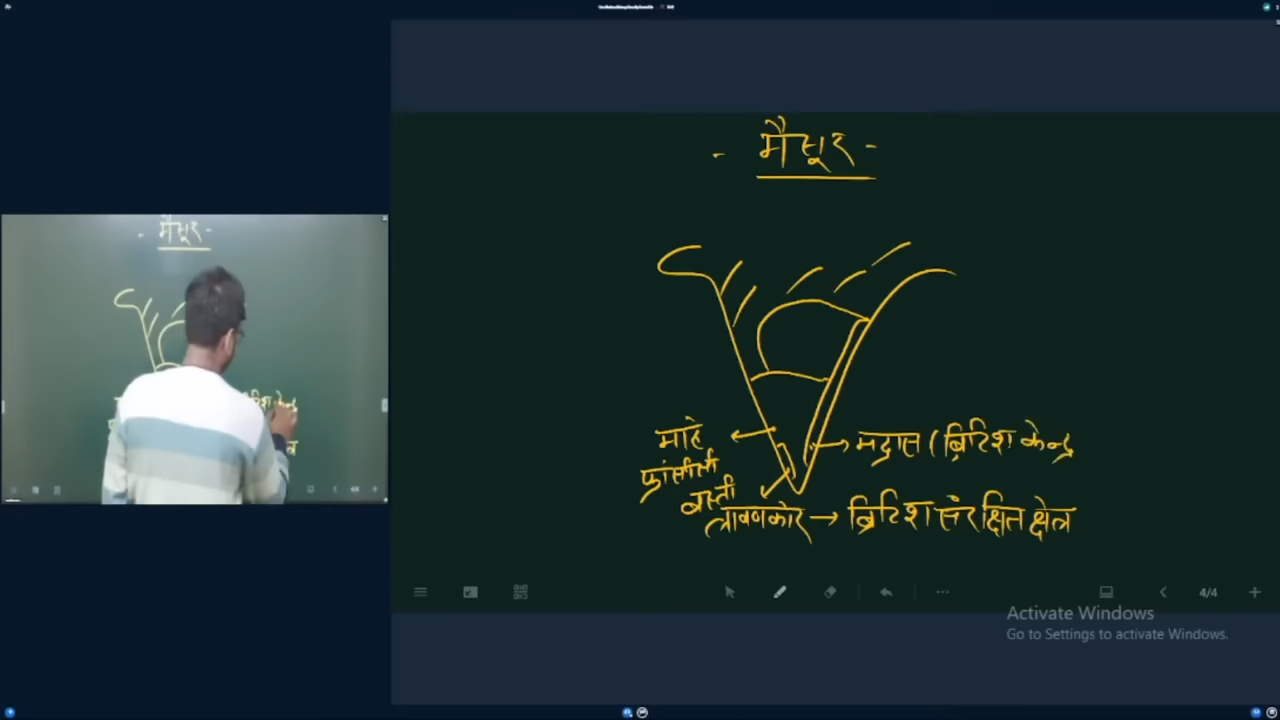 - मैसूर -
माहे
फ्रांसीसी
बस्ती
मद्रास (ब्रिटिश केन्द्र
त्रावणकोर → ब्रिटिश संरक्षित क्षेत्र
4/4
Activate Windows
Go to Settings to activate Windows.